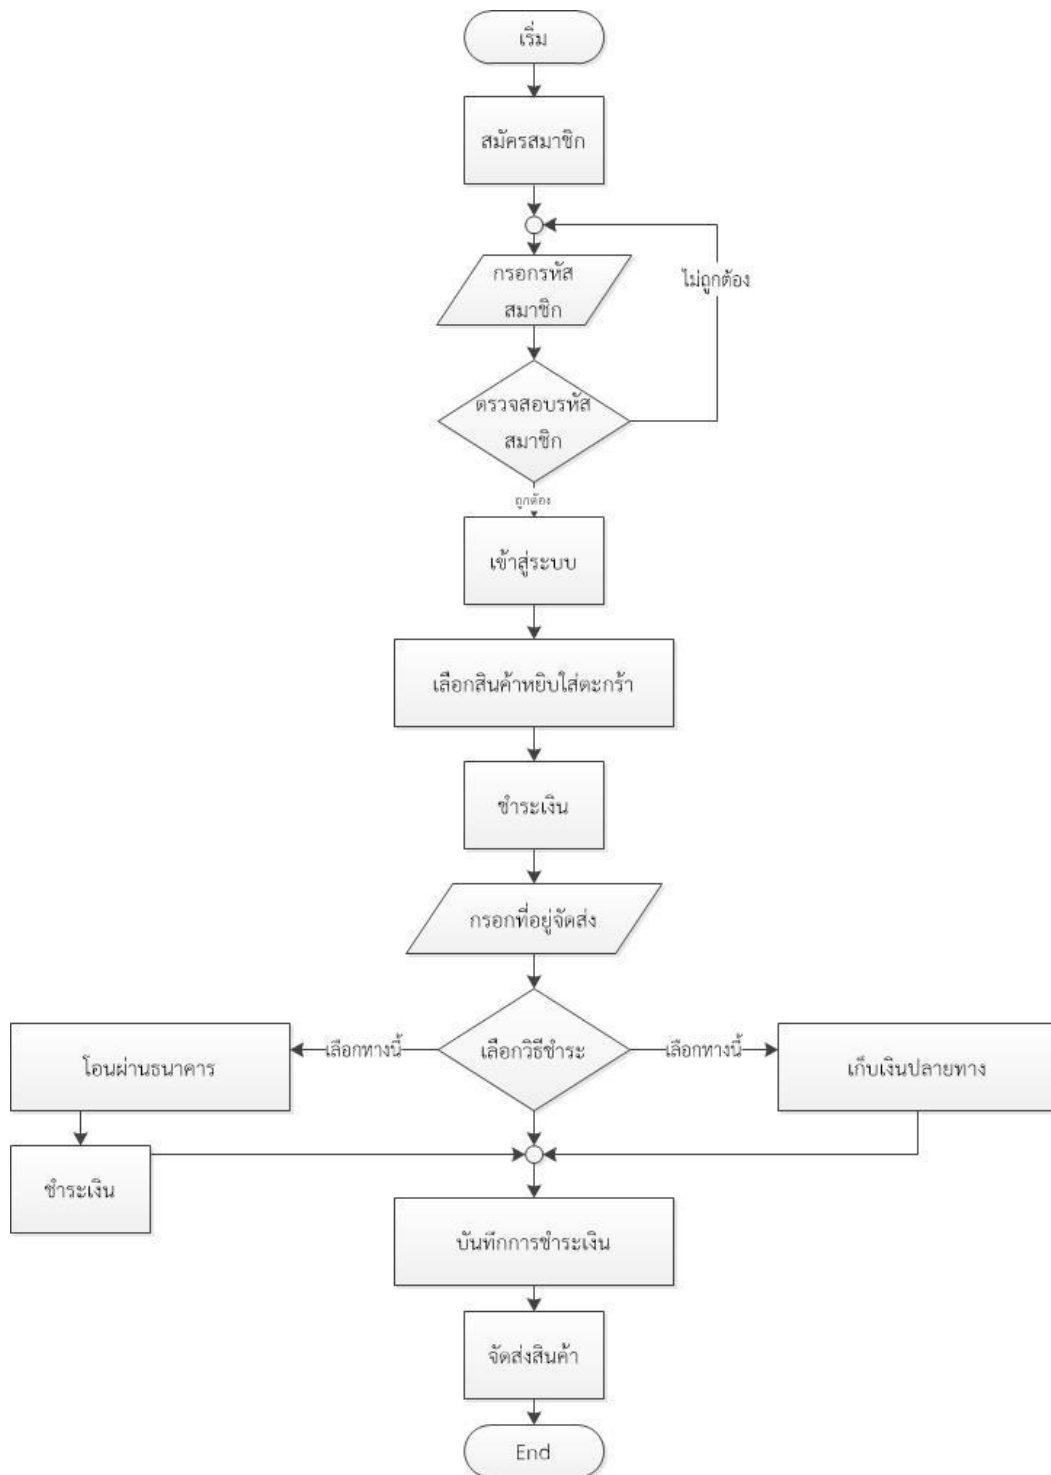 เริ่ม
สมัครสมาชิก
กรอกรหัส
สมาชิก
ไม่ถูกต้อง
ตรวจสอบรหัส
สมาชิก
ถูกต้อง
เข้าสู่ระบบ
เลือกสินค้าหยิบใส่ตะกร้า
ชำระเงิน
กรอกที่อยู่จัดส่ง
โอนผ่านธนาคาร
เลือกทางนี้
เลือกวิธีชำระ
เลือกทางนี้
เก็บเงินปลายทาง
ชำระเงิน
บันทึกการชำระเงิน
จัดส่งสินค้า
End